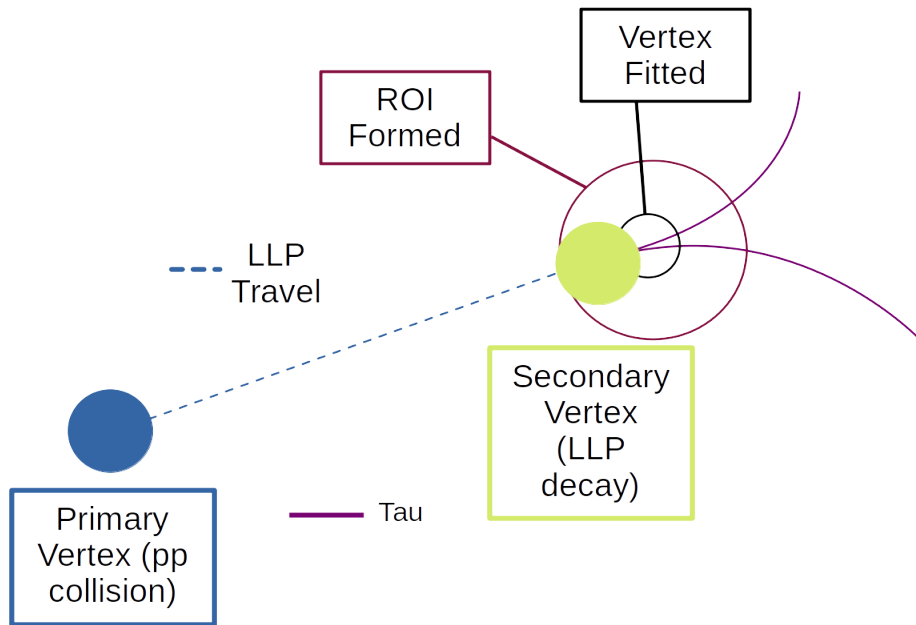 Vertex
Fitted
ROI
Formed
LLP
Travel
Secondary
Vertex
(LLP
decay)
Primary
Vertex (pp
collision)
Tau